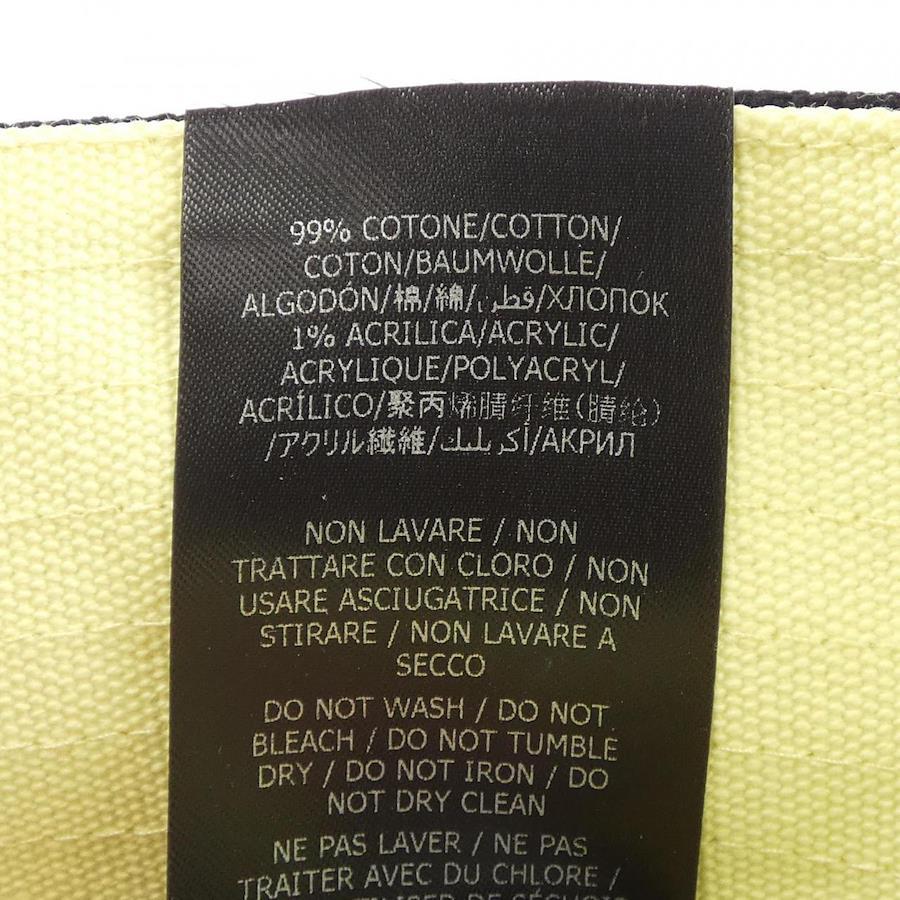 99% COTONE/COTTON/
COTON/BAUMWOLLE/
ALGODÓN/棉/綿/قطن/ХЛОПОК
1% ACRILICA/ACRYLIC/
ACRYLIQUE/POLYACRYL/
ACRÍLICO/聚丙烯腈纤维(腈纶)
/アクリル繊維/أكريليك/АКРИЛ
NON LAVARE / NON
TRATTARE CON CLORO / NON
USARE ASCIUGATRICE / NON
STIRARE / NON LAVARE A
SECCO
DO NOT WASH / DO NOT
BLEACH / DO NOT TUMBLE
DRY / DO NOT IRON / DO
NOT DRY CLEAN
NE PAS LAVER / NE PAS
TRAITER AVEC DU CHLORE /
DE